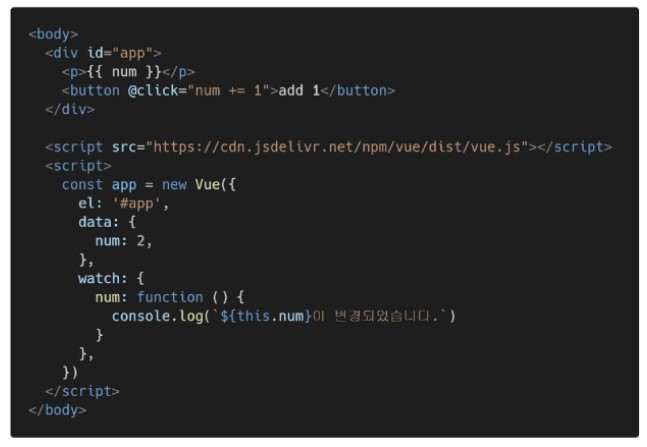 <body>
<div id="app">
<p>{{ num }}</p>
<button @click="num += 1">add 1</button>
</div>
<script src="https://cdn.jsdelivr.net/npm/vue/dist/vue.js"></script>
<script>
const app = new Vue({
el: '#app',
data: {
num: 2,
},
watch: {
num: function () {
console.log(`${this.num}이 변경되었습니다.`)
}
},
})
</script>
</body>